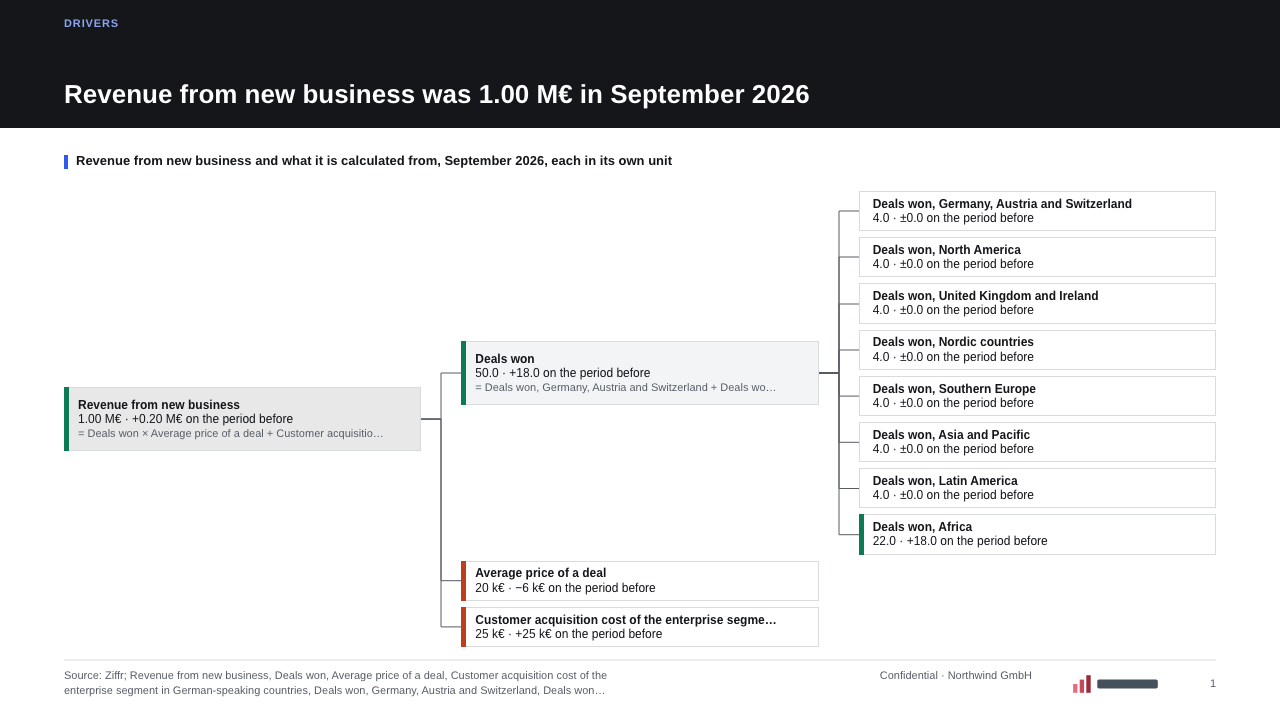 DRIVERS
Revenue from new business was 1.00 M€ in September 2026
Revenue from new business and what it is calculated from, September 2026, each in its own unit
Revenue from new business
1.00 M€ · +0.20 M€ on the period before
= Deals won × Average price of a deal + Customer acquisitio…
Deals won
50.0 · +18.0 on the period before
= Deals won, Germany, Austria and Switzerland + Deals wo…
Average price of a deal
20 k€ · −6 k€ on the period before
Customer acquisition cost of the enterprise segme…
25 k€ · +25 k€ on the period before
Deals won, Germany, Austria and Switzerland
4.0 · ±0.0 on the period before
Deals won, North America
4.0 · ±0.0 on the period before
Deals won, United Kingdom and Ireland
4.0 · ±0.0 on the period before
Deals won, Nordic countries
4.0 · ±0.0 on the period before
Deals won, Southern Europe
4.0 · ±0.0 on the period before
Deals won, Asia and Pacific
4.0 · ±0.0 on the period before
Deals won, Latin America
4.0 · ±0.0 on the period before
Deals won, Africa
22.0 · +18.0 on the period before
Source: Ziffr; Revenue from new business, Deals won, Average price of a deal, Customer acquisition cost of the
enterprise segment in German-speaking countries, Deals won, Germany, Austria and Switzerland, Deals won…
Confidential · Northwind GmbH
1